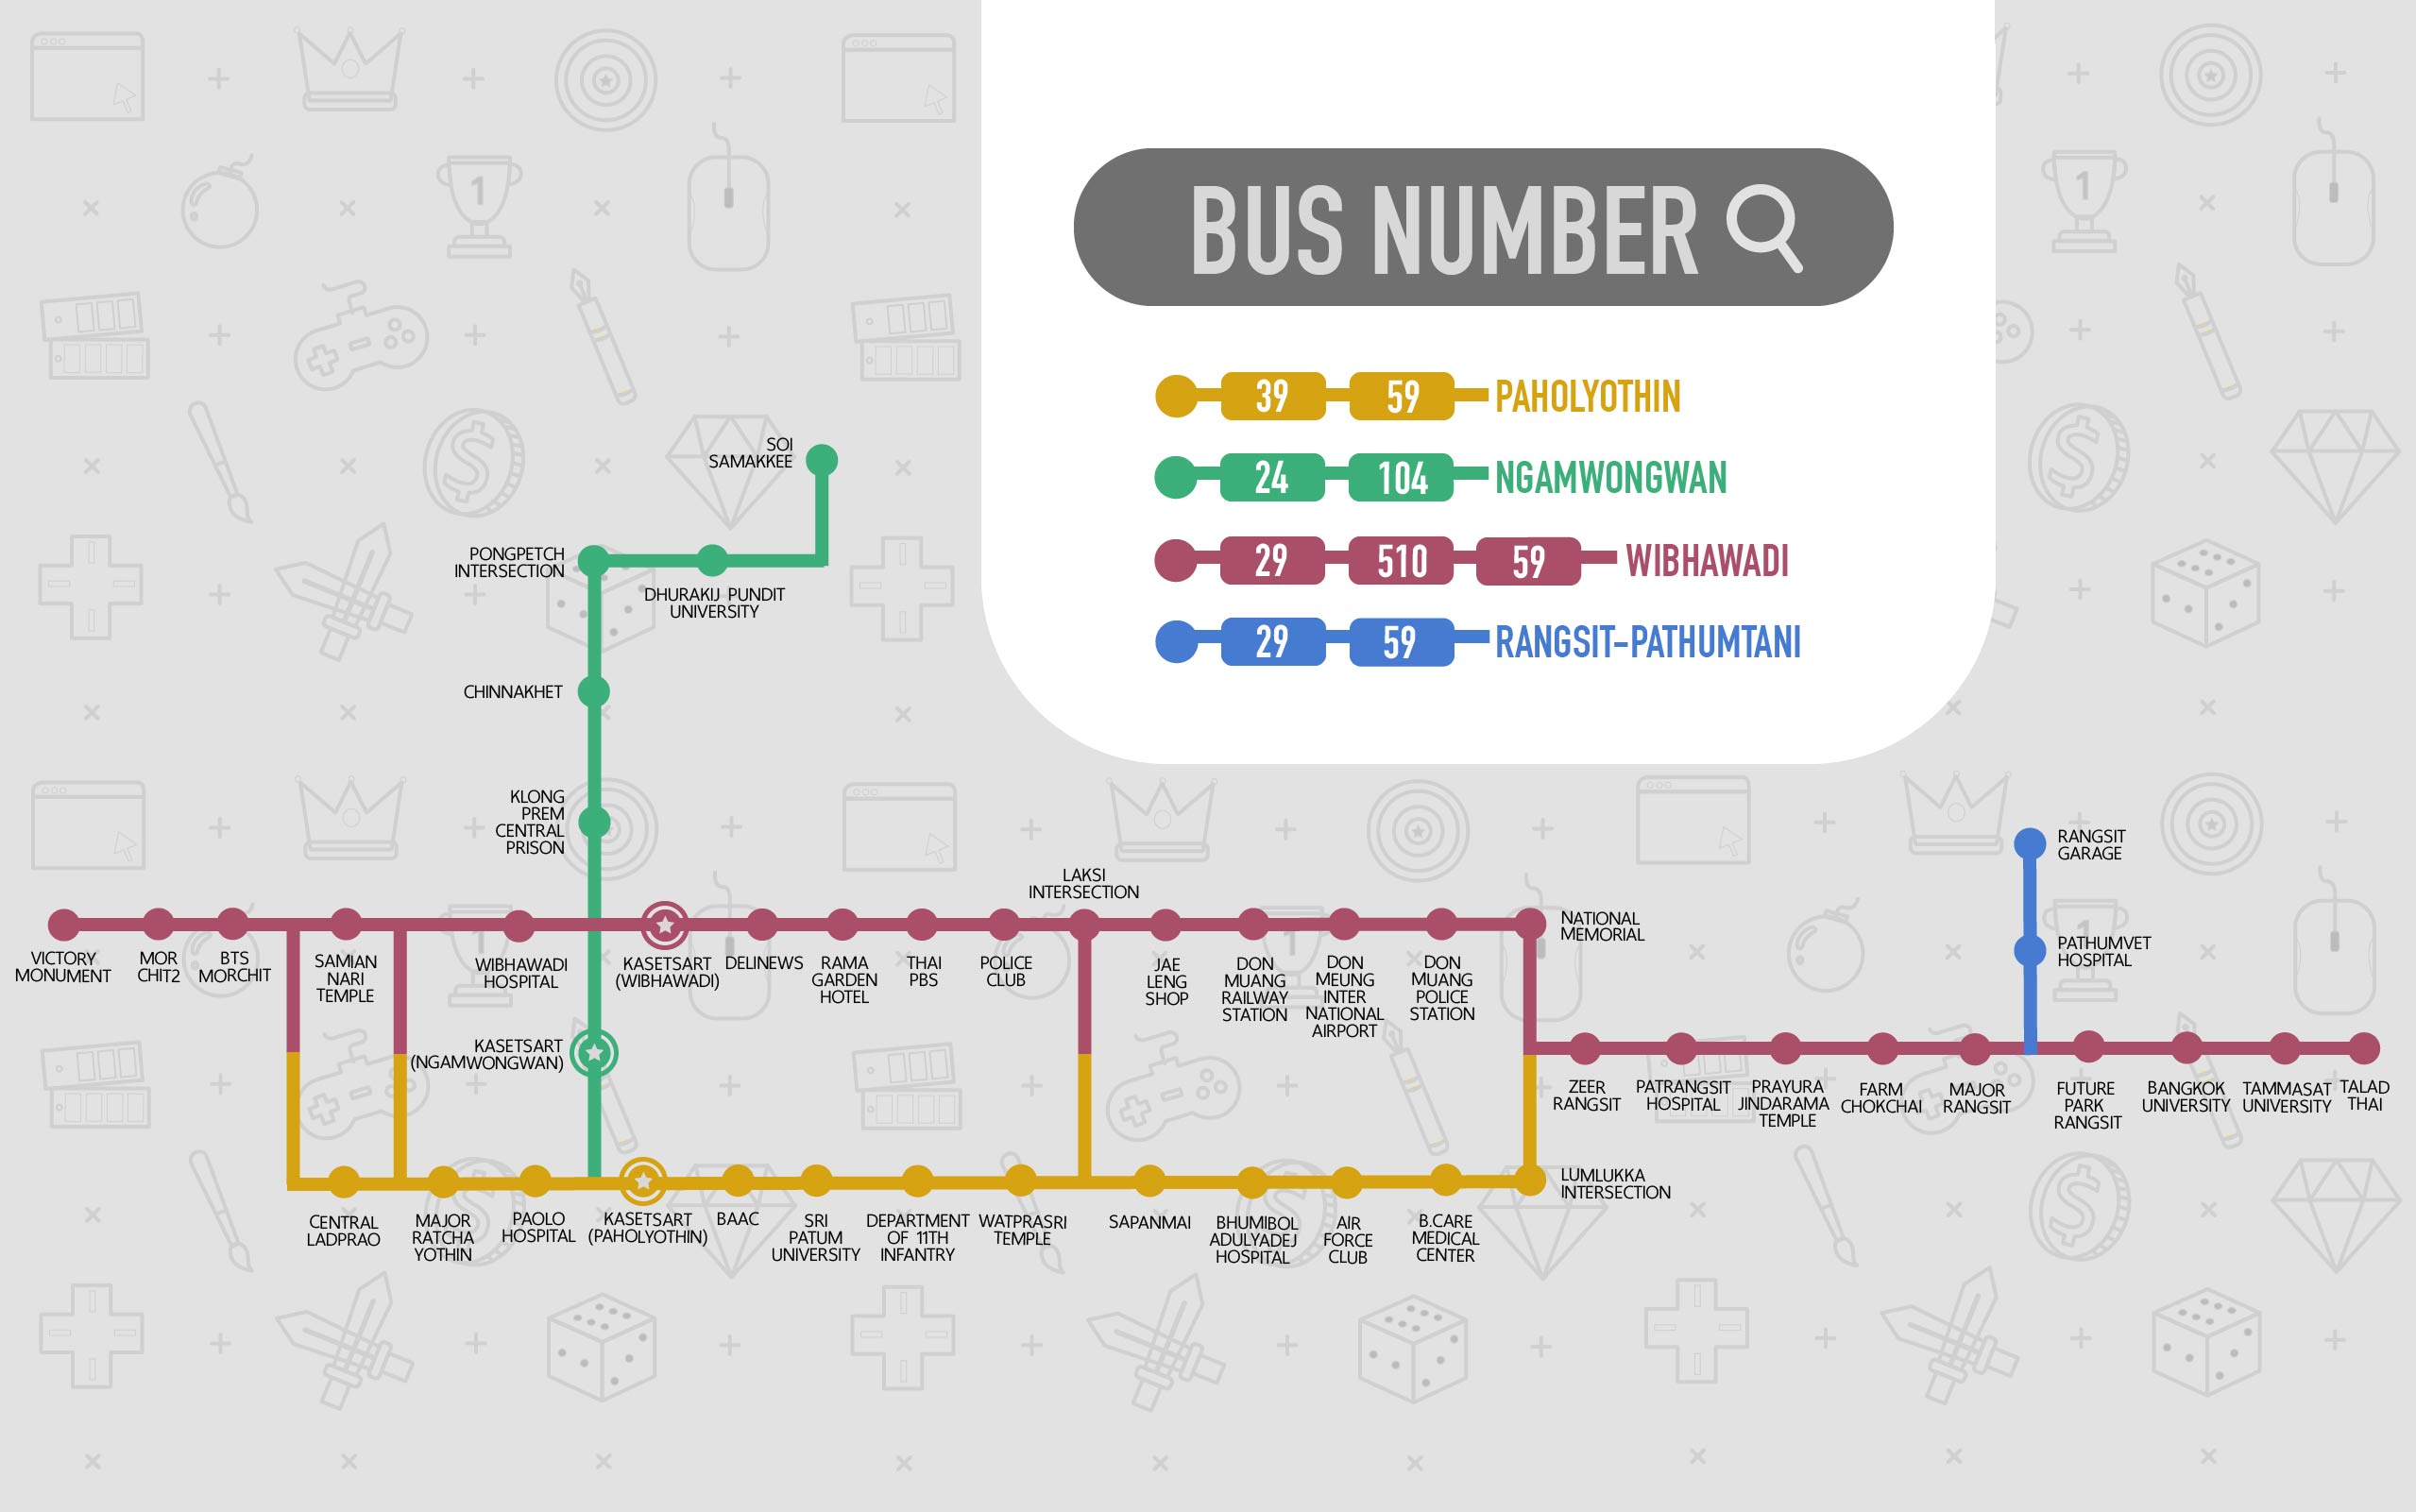 BUS NUMBER
39 59 PAHOLYOTHIN
24 104 NGAMWONGWAN
29 510 59 WIBHAWADI
29 59 RANGSIT-PATHUMTANI
1
1
SOI
SAMAKKEE
PONGPETCH
INTERSECTION
DHURAKIJ PUNDIT
UNIVERSITY
CHINNAKHET
KLONG
PREM
CENTRAL
PRISON
RANGSIT
GARAGE
PATHUMVET
HOSPITAL
LAKSI
INTERSECTION
NATIONAL
MEMORIAL
VICTORY
MONUMENT
MOR
CHIT2
BTS
MORCHIT
SAMIAN
NARI
TEMPLE
WIBHAWADI
HOSPITAL
KASETSART
(WIBHAWADI)
DELINEWS
RAMA
GARDEN
HOTEL
THAI
PBS
POLICE
CLUB
JAE
LENG
SHOP
DON
MUANG
RAILWAY
STATION
DON
MEUNG
INTER
NATIONAL
AIRPORT
DON
MUANG
POLICE
STATION
1
1
1
KASETSART
(NGAMWONGWAN)
ZEER
RANGSIT
PATRANGSIT
HOSPITAL
PRAYURA
JINDARAMA
TEMPLE
FARM
CHOKCHAI
MAJOR
RANGSIT
FUTURE
PARK
RANGSIT
BANGKOK
UNIVERSITY
TAMMASAT
UNIVERSITY
TALAD
THAI
LUMLUKKA
INTERSECTION
CENTRAL
LADPRAO
MAJOR
RATCHA
YOTHIN
PAOLO
HOSPITAL
KASETSART
(PAHOLYOTHIN)
BAAC
SRI
PATUM
UNIVERSITY
DEPARTMENT
OF 11TH
INFANTRY
WATPRASRI
TEMPLE
SAPANMAI
BHUMIBOL
ADULYADEJ
HOSPITAL
AIR
FORCE
CLUB
B.CARE
MEDICAL
CENTER